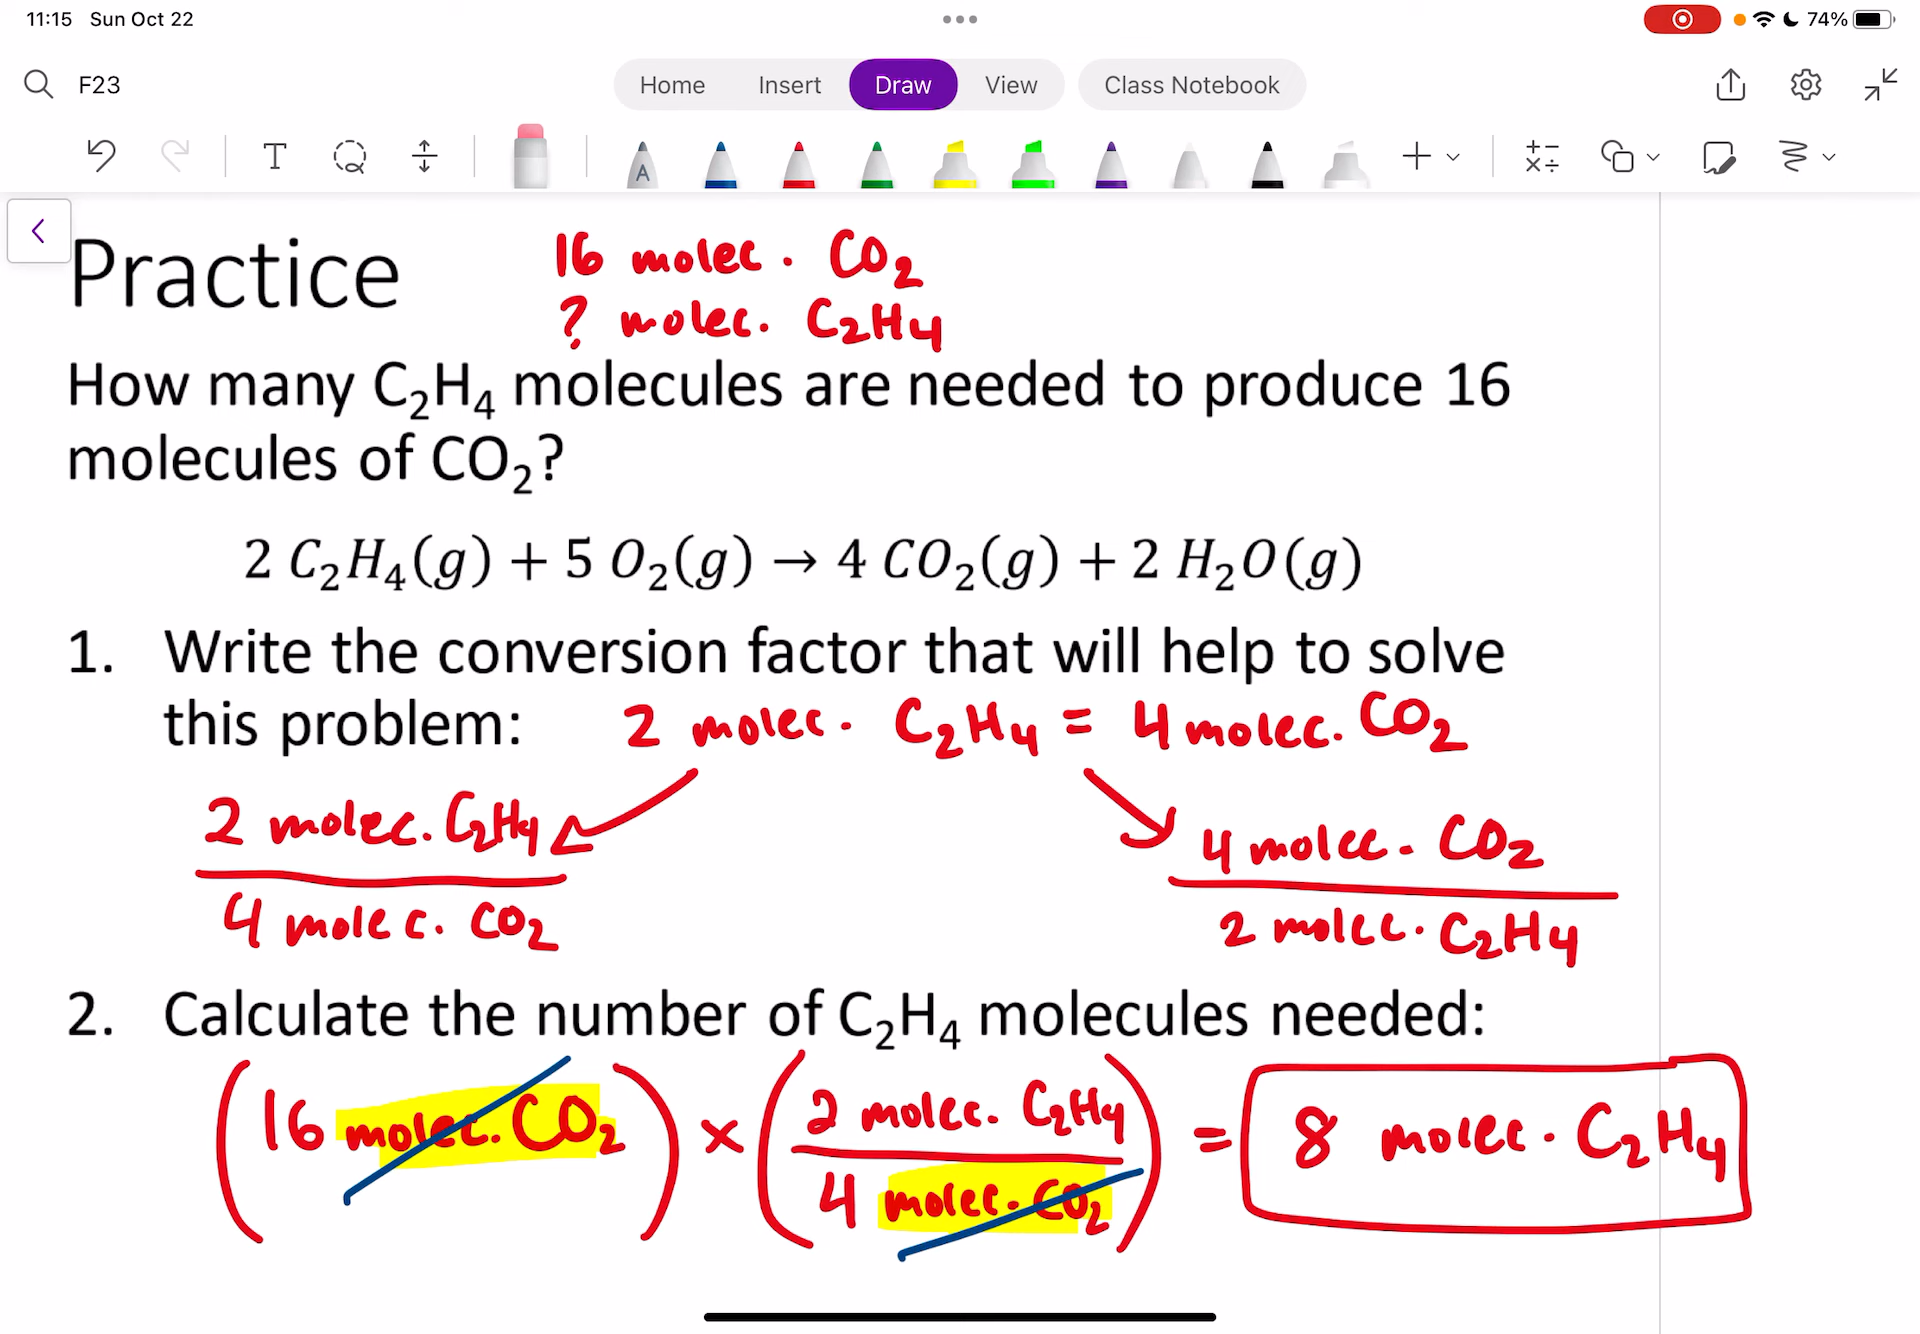 11:15 Sun Oct 22
74%
F23
Home Insert Draw View Class Notebook
T A
Practice
16 molec. CO₂
? molec. C₂H₄
How many C₂H₄ molecules are needed to produce 16
molecules of CO₂?
2 C₂H₄(g) + 5 O₂(g) → 4 CO₂(g) + 2 H₂O(g)
1. Write the conversion factor that will help to solve
this problem: 2 molec. C₂H₄ = 4 molec. CO₂
2 molec. C₂H₄
4 molec. CO₂
4 molec. CO₂
2 molec. C₂H₄
2. Calculate the number of C₂H₄ molecules needed:
(16 molec. CO₂) x (2 molec. C₂H₄ = 8 molec. C₂H₄
4 molec. CO₂)